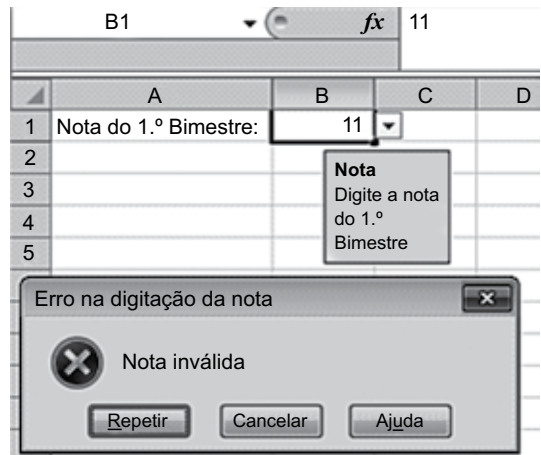 B1 fx 11
A B C D
1 Nota do 1.º Bimestre: 11
2
3
4
5
Nota
Digite a nota
do 1.º
Bimestre
Erro na digitação da nota
Nota inválida
Repetir Cancelar Ajuda